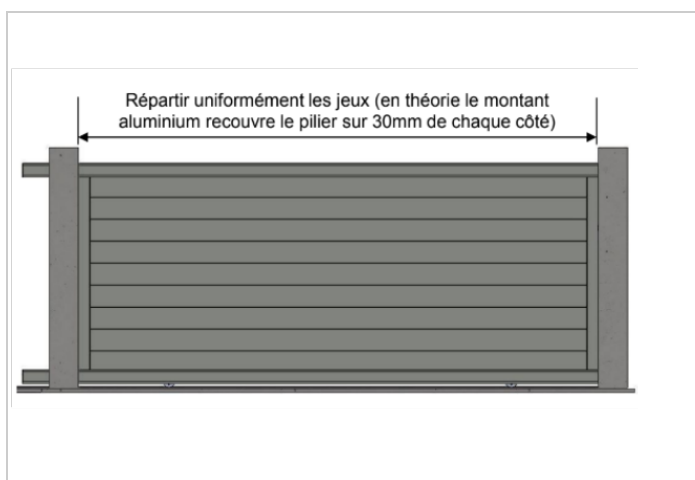 Répartir uniformément les jeux (en théorie le montant
aluminium recouvre le pilier sur 30mm de chaque côté)